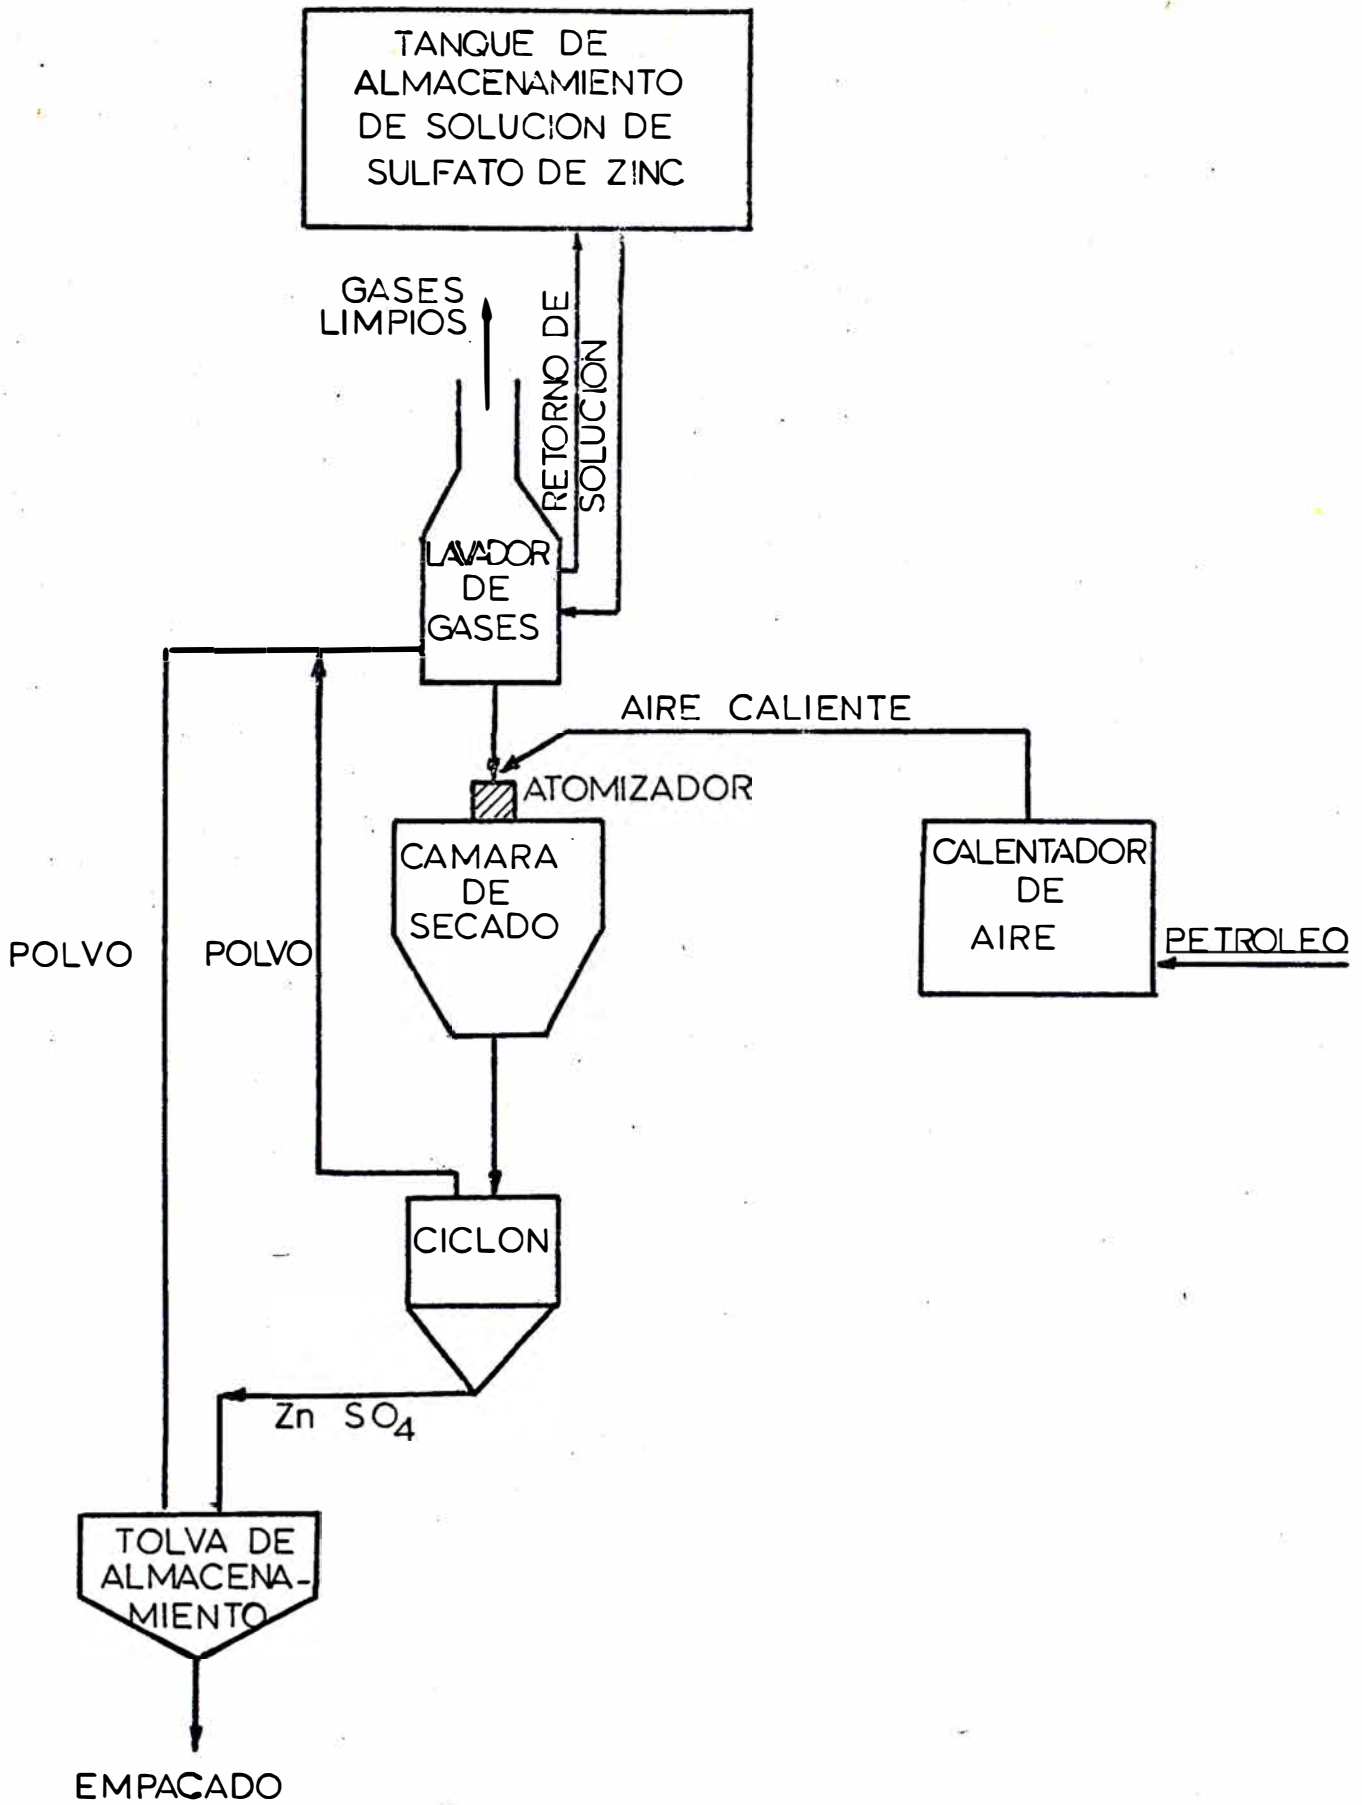 TANQUE DE
ALMACENAMIENTO
DE SOLUCION DE
SULFATO DE ZINC
GASES
LIMPIOS
RETORNO DE
SOLUCION
LAVADOR
DE
GASES
AIRE CALIENTE
ATOMIZADOR
CAMARA
DE
SECADO
CALENTADOR
DE
AIRE
PETROLEO
POLVO
POLVO
CICLON
Zn SO4
TOLVA DE
ALMACENA-
MIENTO
EMPACADO